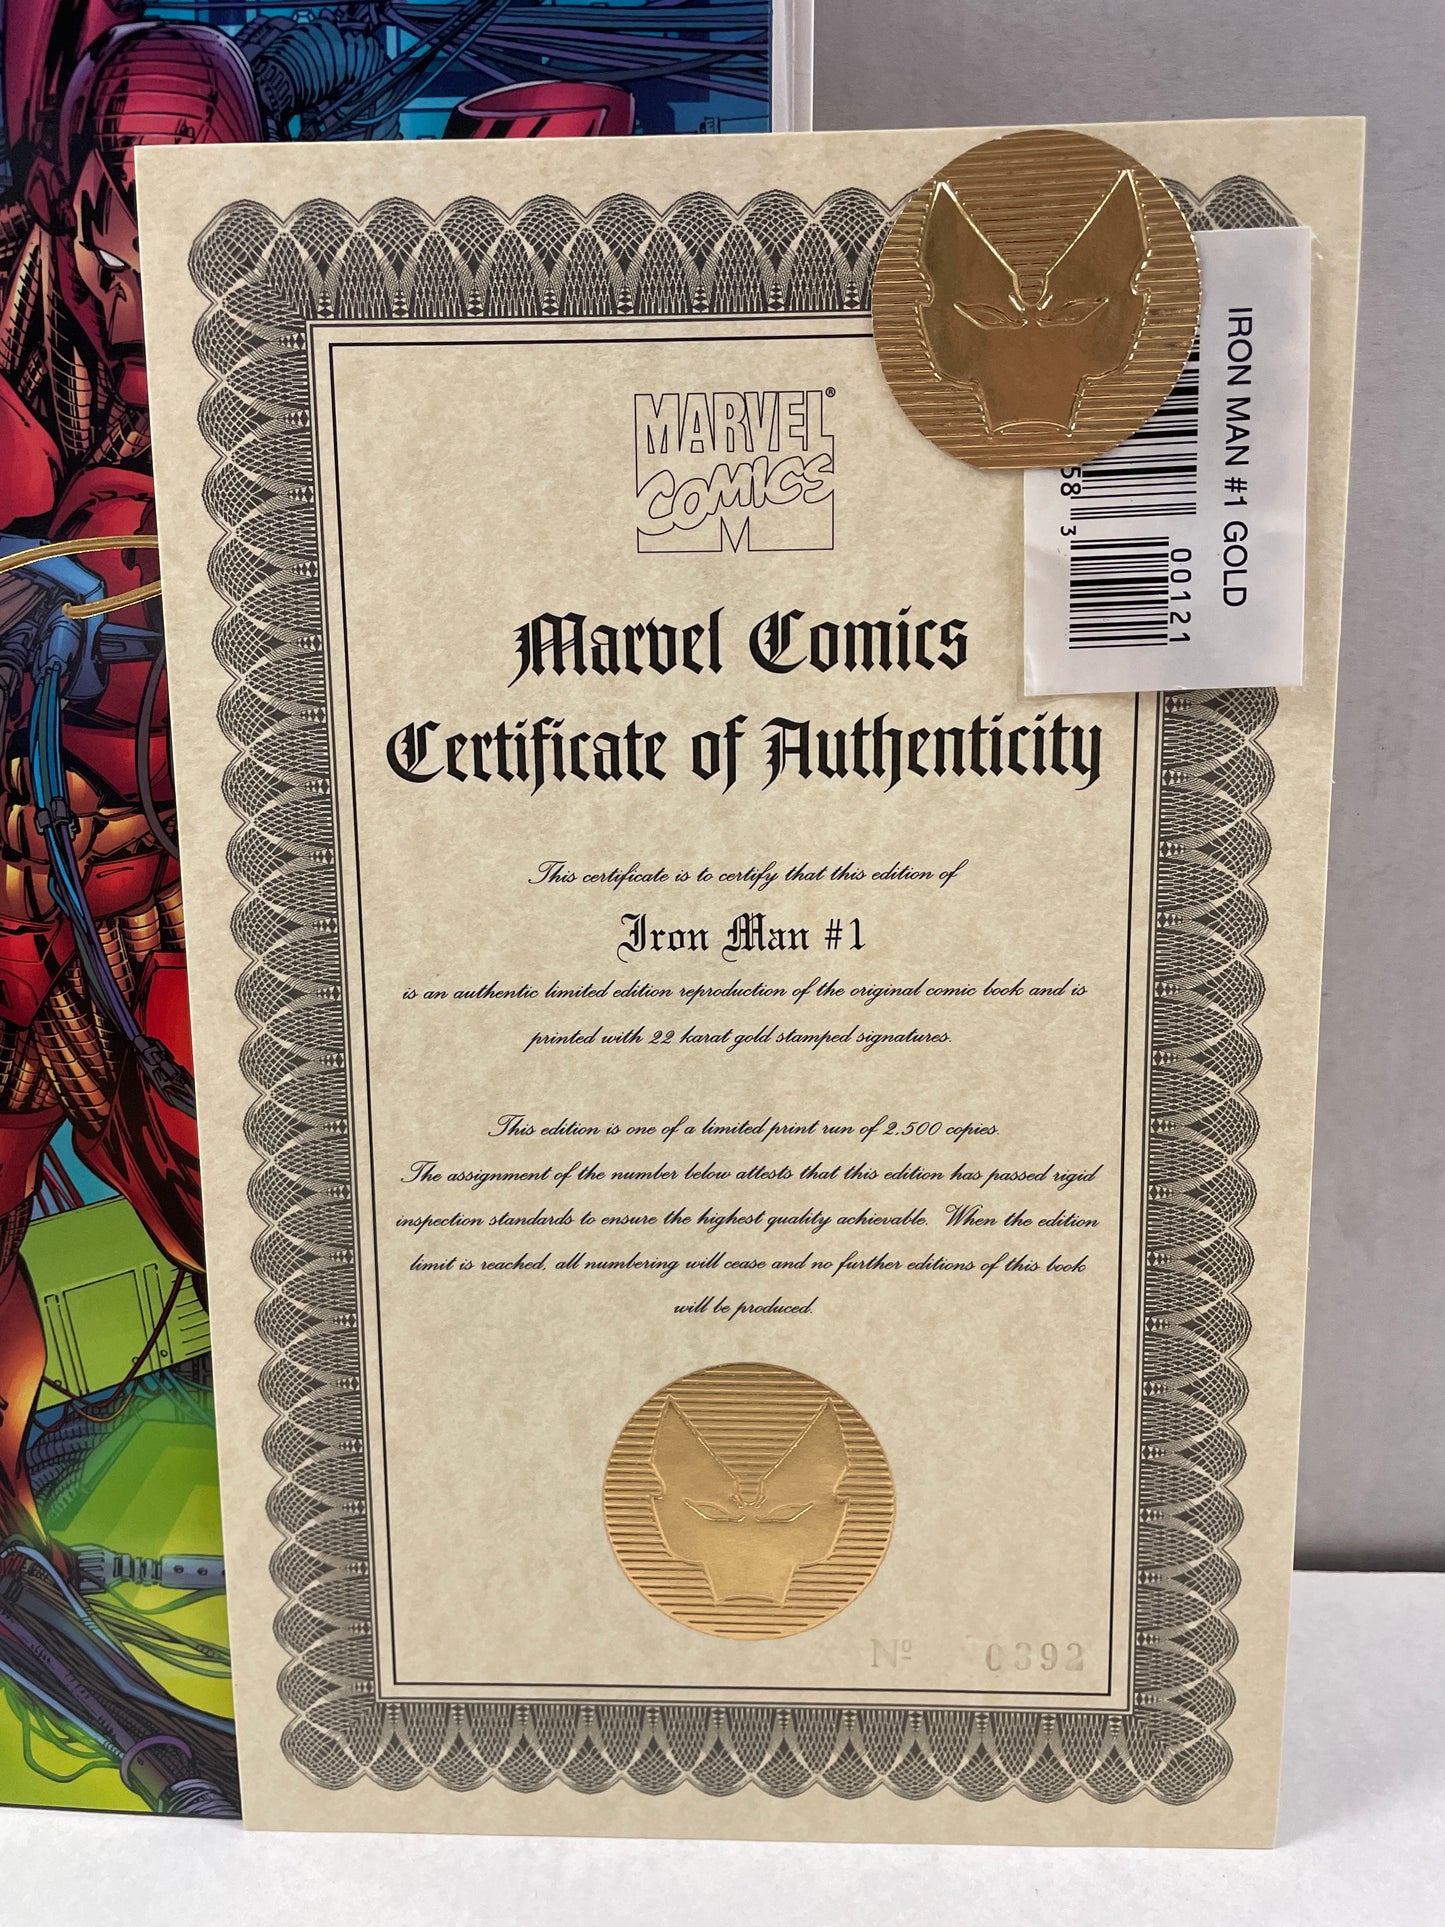 MARVEL®
COMICS
M
Marvel Comics
Certificate of Authenticity
This certificate is to certify that this edition of
Iron Man #1
is an authentic limited edition reproduction of the original comic book and is
printed with 22 karat gold stamped signatures.
This edition is one of a limited print run of 2,500 copies.
The assignment of the number below attests that this edition has passed rigid
inspection standards to ensure the highest quality achievable. When the edition
limit is reached, all numbering will cease and no further editions of this book
will be produced.
Nº 0392
IRON MAN #1 GOLD
58 3
00121